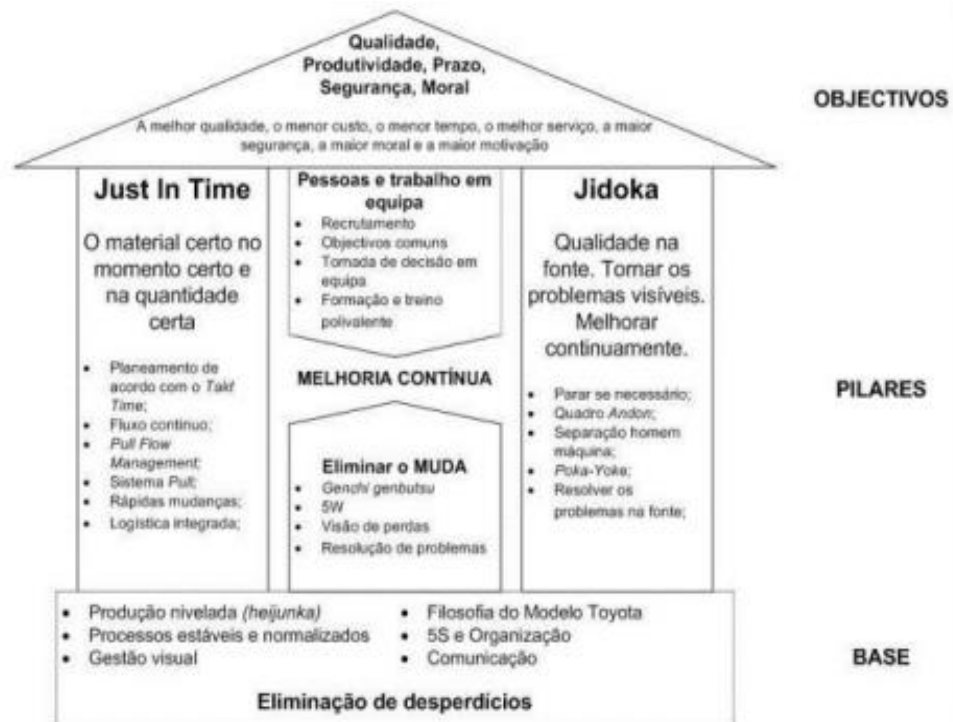 Qualidade,
Produtividade, Prazo,
Segurança, Moral
A melhor qualidade, o menor custo, o menor tempo, o melhor serviço, a maior
segurança, a maior moral e a maior motivação
OBJECTIVOS
Just In Time
O material certo no
momento certo e
na quantidade
certa
• Planeamento de
acordo com o Takt
Time;
• Fluxo continuo;
• Pull Flow
Management;
• Sistema Pull;
• Rápidas mudanças;
• Logística integrada;
Pessoas e trabalho em
equipa
• Recrutamento
• Objectivos comuns
• Tomada de decisão em
equipa
• Formação e treino
polivalente
MELHORIA CONTÍNUA
Eliminar o MUDA
• Genchi genbutsu
• 5W
• Visão de perdas
• Resolução de problemas
Jidoka
Qualidade na
fonte. Tornar os
problemas visíveis.
Melhorar
continuamente.
• Parar se necessário;
• Quadro Andon;
• Separação homem
máquina;
• Poka-Yoke;
• Resolver os
problemas na fonte;
PILARES
• Produção nivelada (heijunka)
• Processos estáveis e normalizados
• Gestão visual
• Filosofia do Modelo Toyota
• 5S e Organização
• Comunicação
Eliminação de desperdícios
BASE